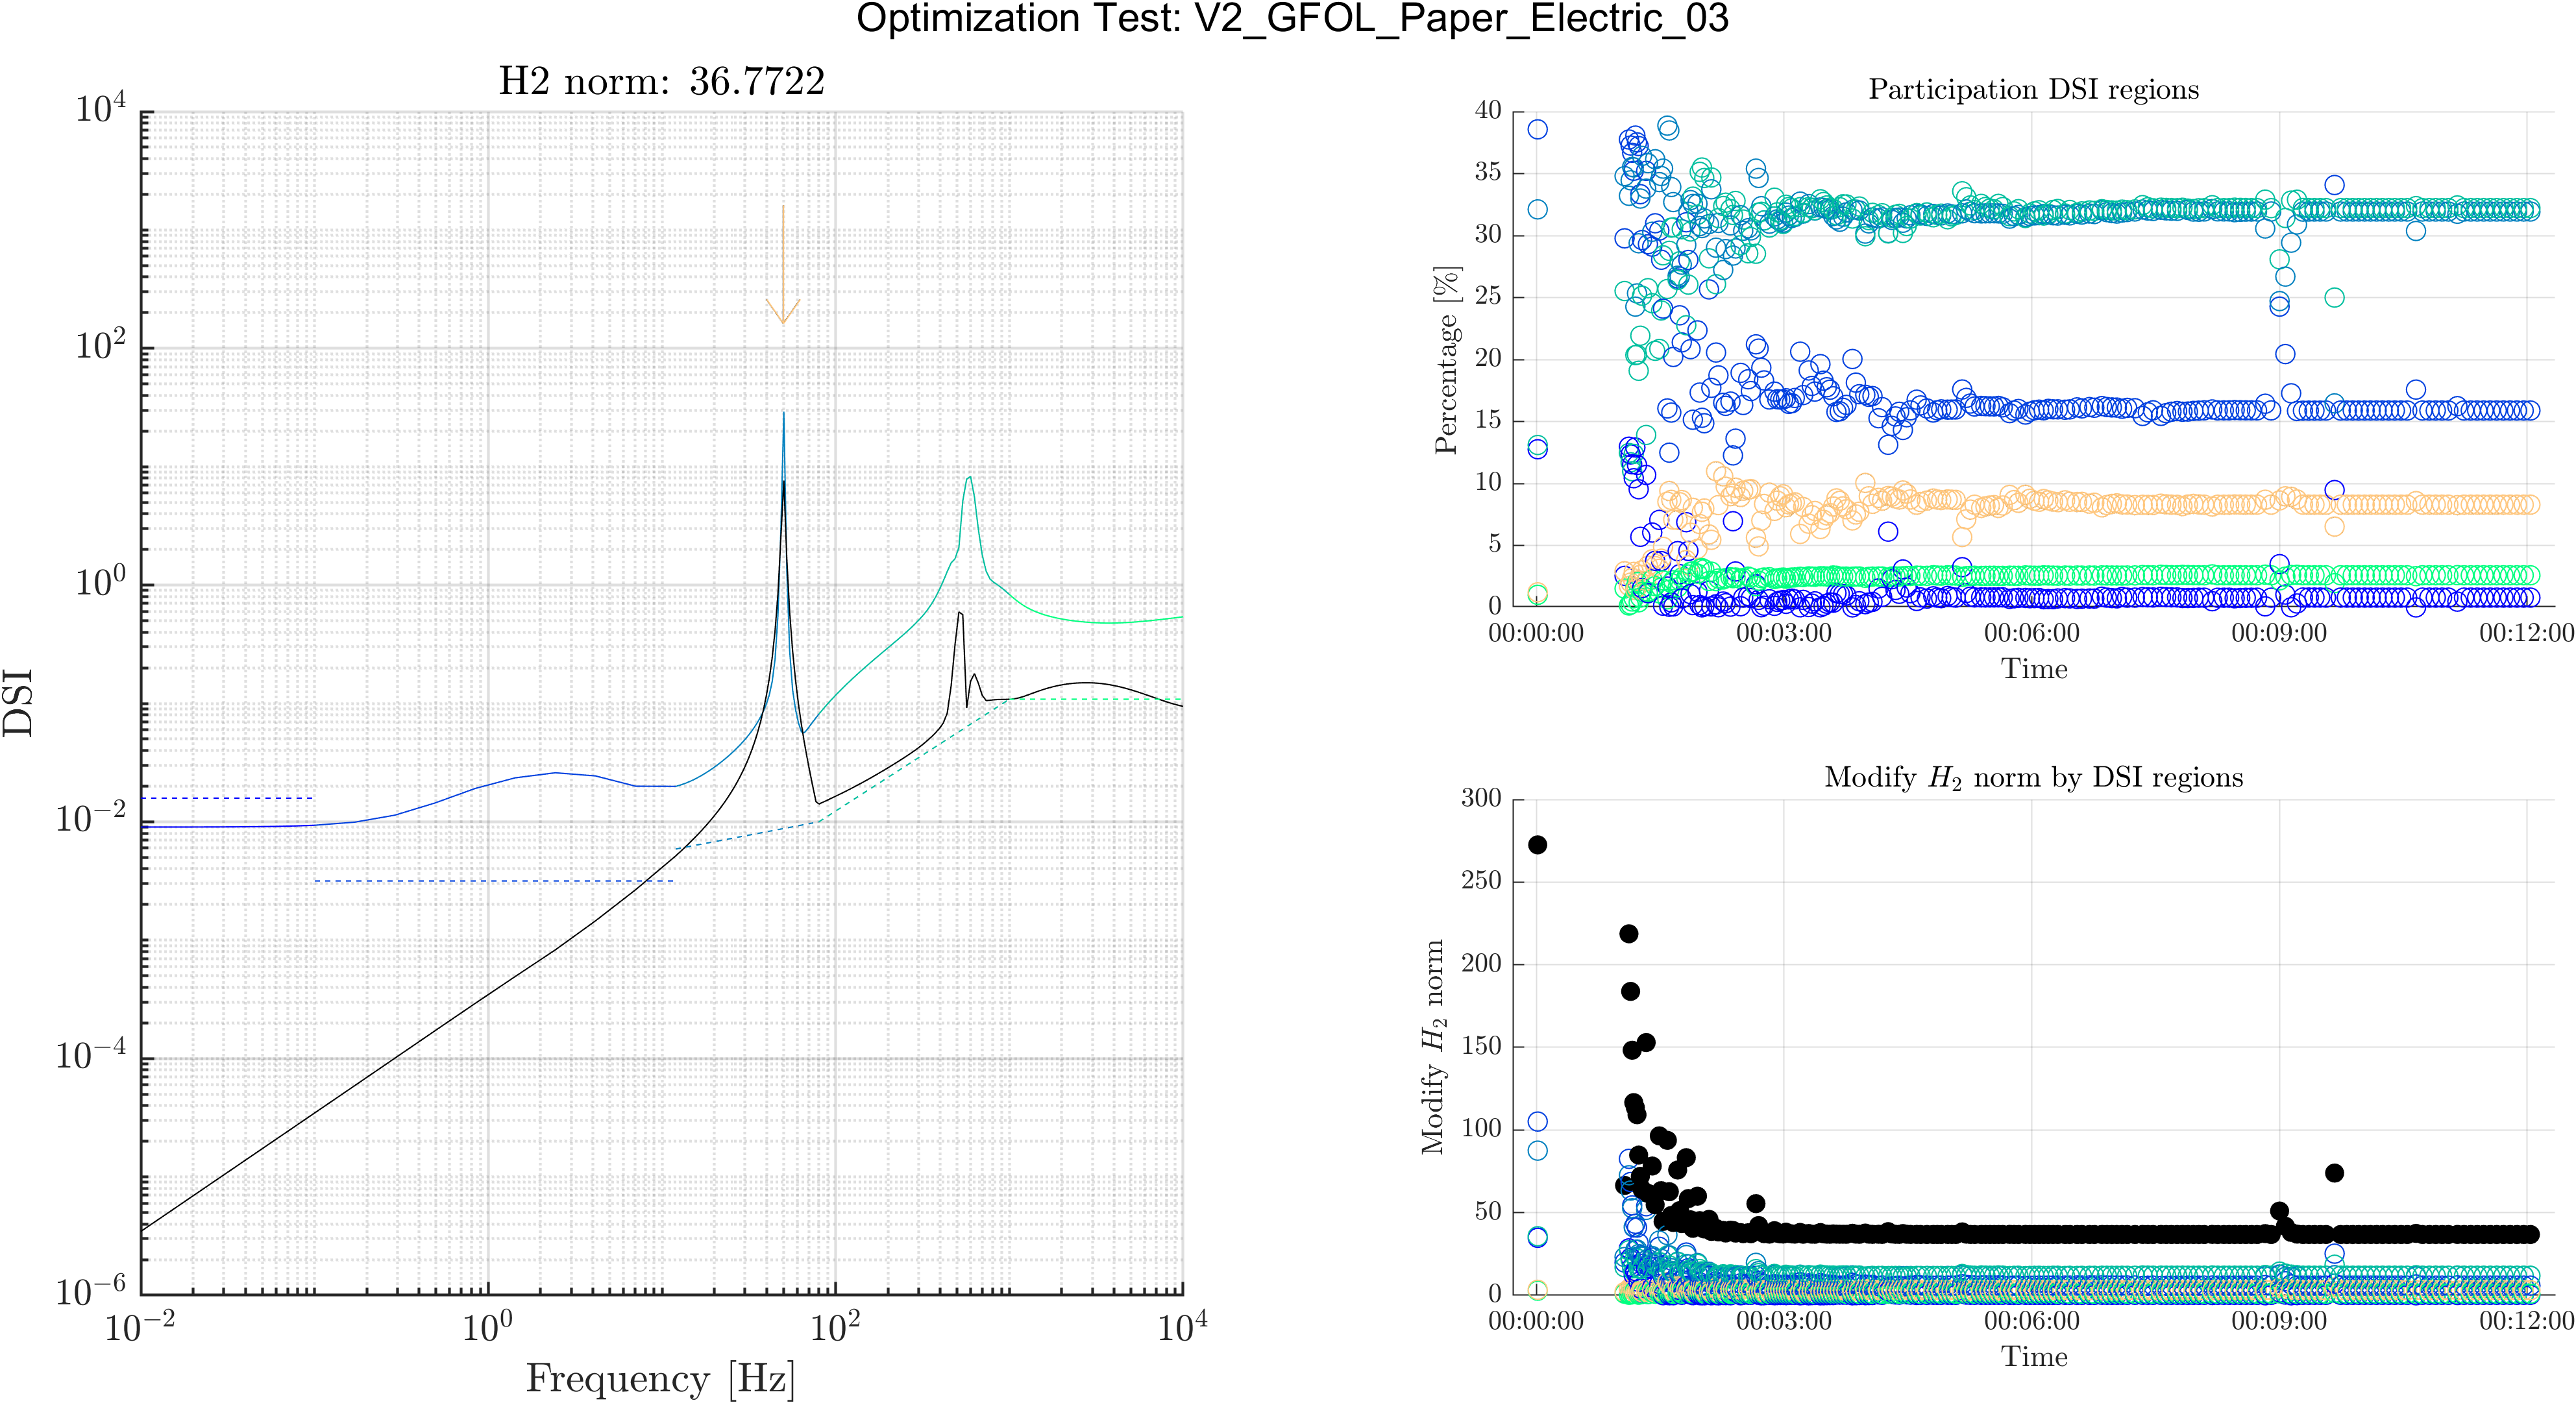 Optimization Test: V2_GFOL_Paper_Electric_03
H2 norm: 36.7722
10^4
10^2
10^0
10^-2
10^-4
10^-6
DSI
10^-2 10^0 10^2 10^4
Frequency [Hz]
Participation DSI regions
40
35
30
25
20
15
10
5
0
Percentage [%]
00:00:00 00:03:00 00:06:00 00:09:00 00:12:00
Time
Modify H₂ norm by DSI regions
300
250
200
150
100
50
0
Modify H₂ norm
00:00:00 00:03:00 00:06:00 00:09:00 00:12:00
Time